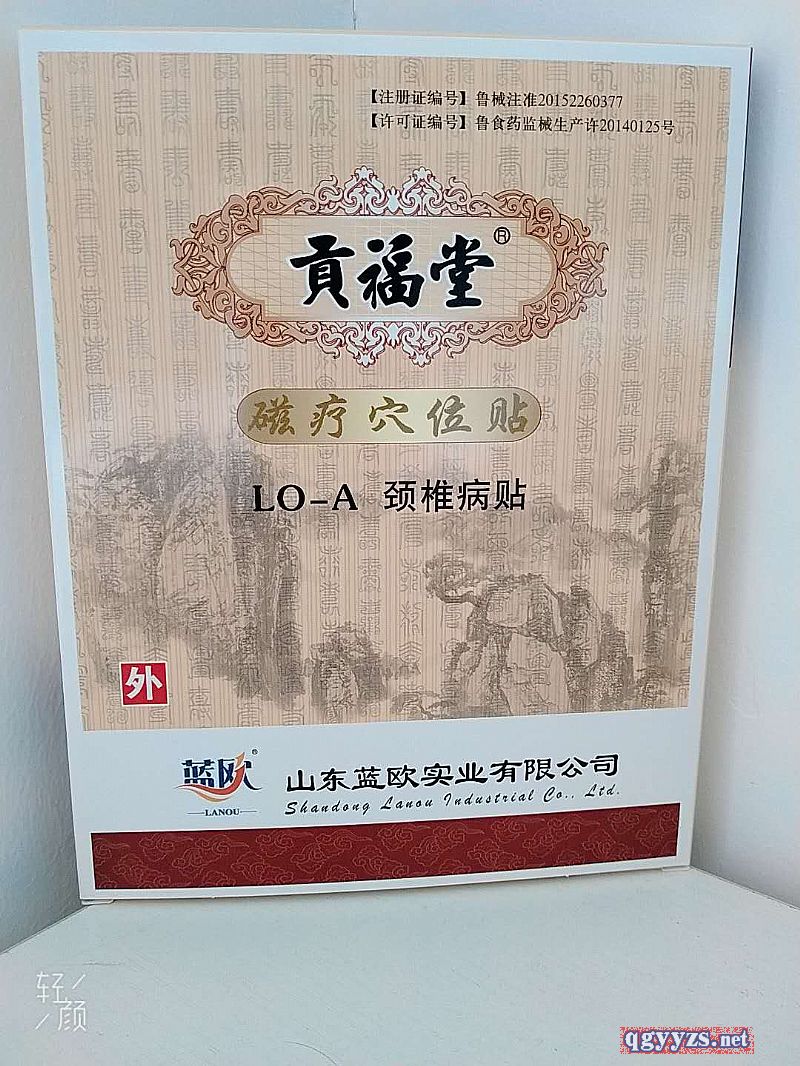 【注册证编号】鲁械注准20152260377
【许可证编号】鲁食药监械生产许20140125号
貢福堂®
磁疗穴位贴
LO-A 颈椎病贴
外
蓝欧®
LANOU
山东蓝欧实业有限公司
Shandong Lanou Industrial Co., Ltd.
轻颜
qgyyzs.net